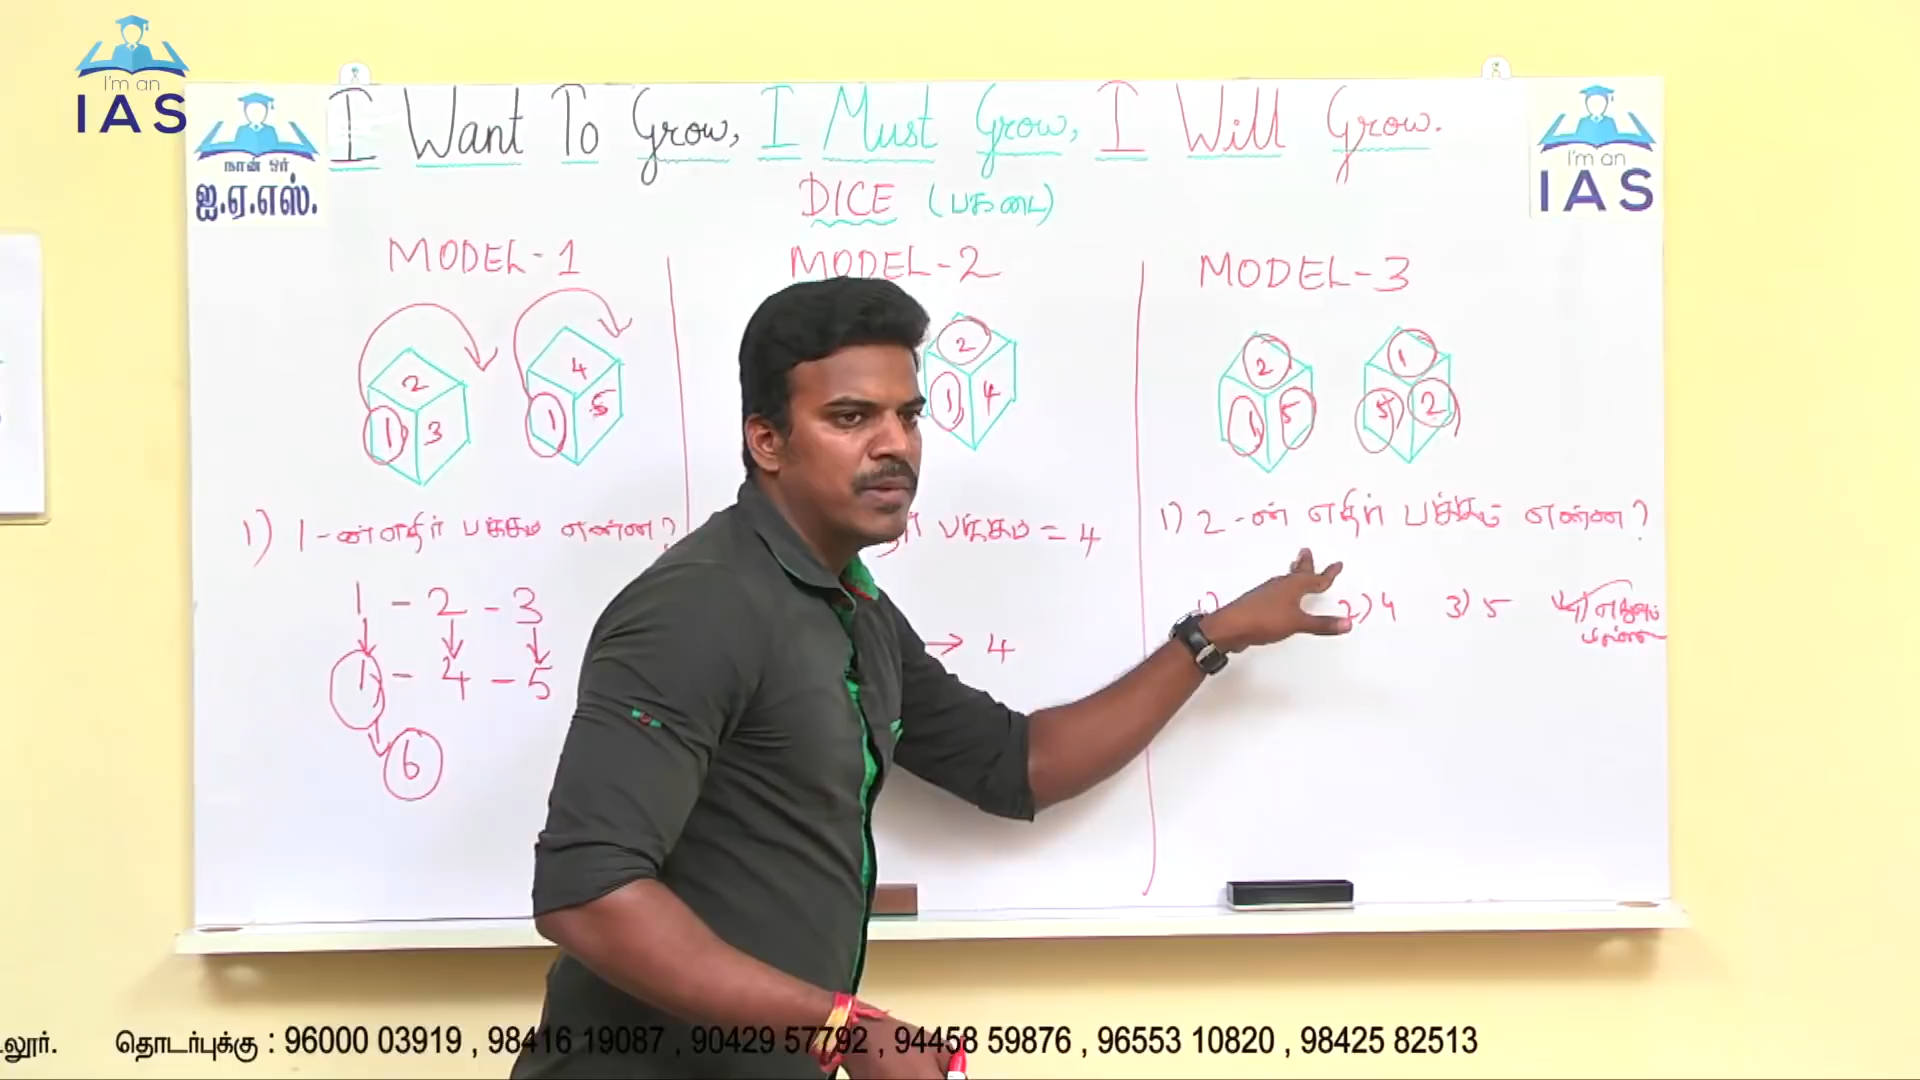 I'm an
IAS
நான் ஓர்
ஐ.ஏ.எஸ்.
I Want To Grow, I Must Grow, I Will Grow.
I'm an
IAS
DICE (பகடை)
MODEL-1
2
1 3
4
1 5
1) 1-ன் எதிர் பக்கம் என்ன?
1 - 2 - 3
1 - 4 - 5
6
MODEL-2
2
1 4
பக்கம் = 4
→ 4
MODEL-3
2
1 5
1
5 2
1) 2-ன் எதிர் பக்கம் என்ன?
1) 2) 4 3) 5 4) எதுவும்
லூர். தொடர்புக்கு : 96000 03919 , 98416 19087 , 90429 57792 , 94458 59876 , 96553 10820 , 98425 82513